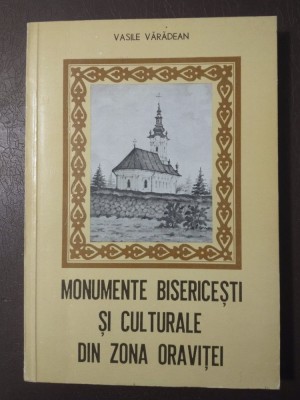 VASILE VĂRĂDEAN
MONUMENTE BISERICEȘTI
ȘI CULTURALE
DIN ZONA ORAVIȚEI